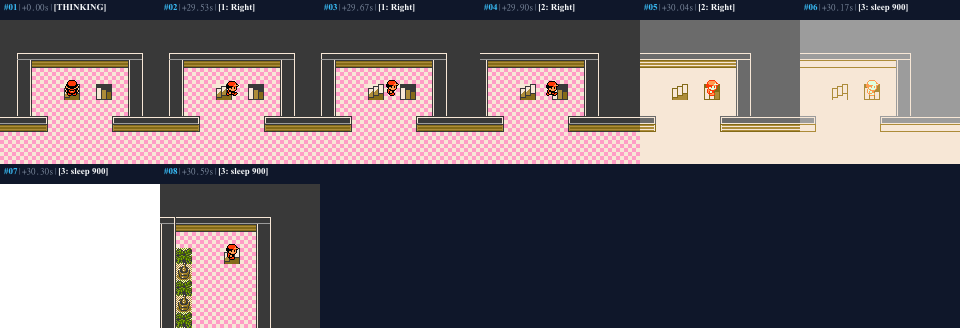 #01|+0.00s|[THINKING]
#02|+29.53s|[1: Right]
#03|+29.67s|[1: Right]
#04|+29.90s|[2: Right]
#05|+30.04s|[2: Right]
#06|+30.17s|[3: sleep 900]
#07|+30.30s|[3: sleep 900]
#08|+30.59s|[3: sleep 900]